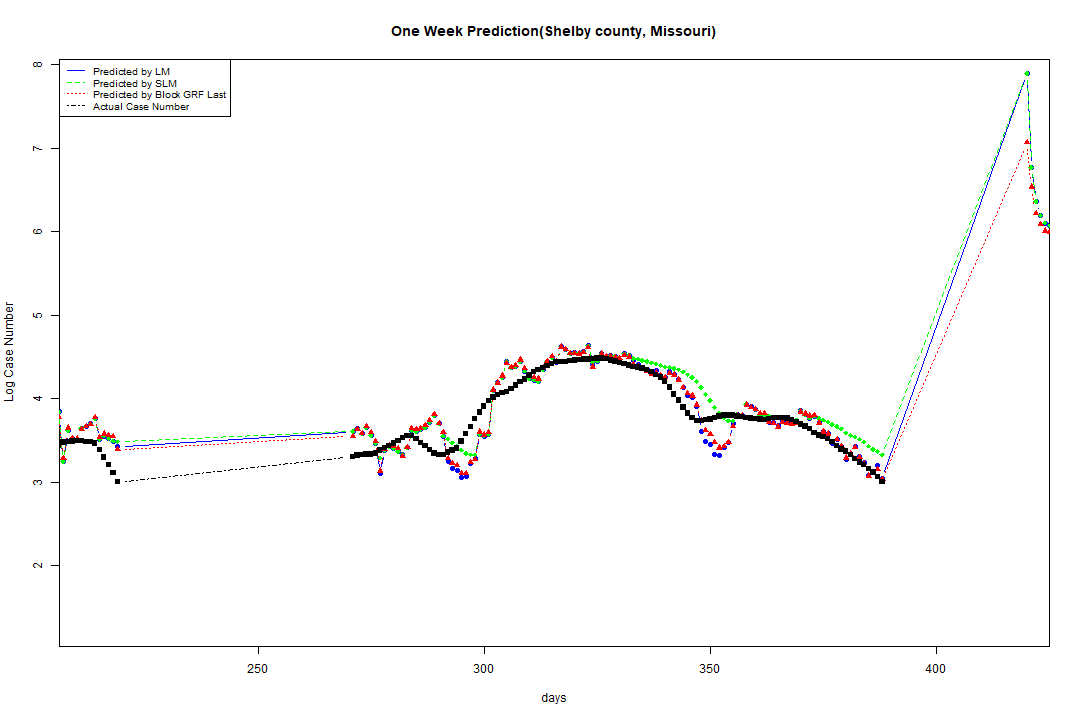 One Week Prediction(Shelby county, Missouri)
Predicted by LM
Predicted by SLM
Predicted by Block GRF Last
Actual Case Number
8
7
6
5
4
3
2
Log Case Number
250
300
350
400
days